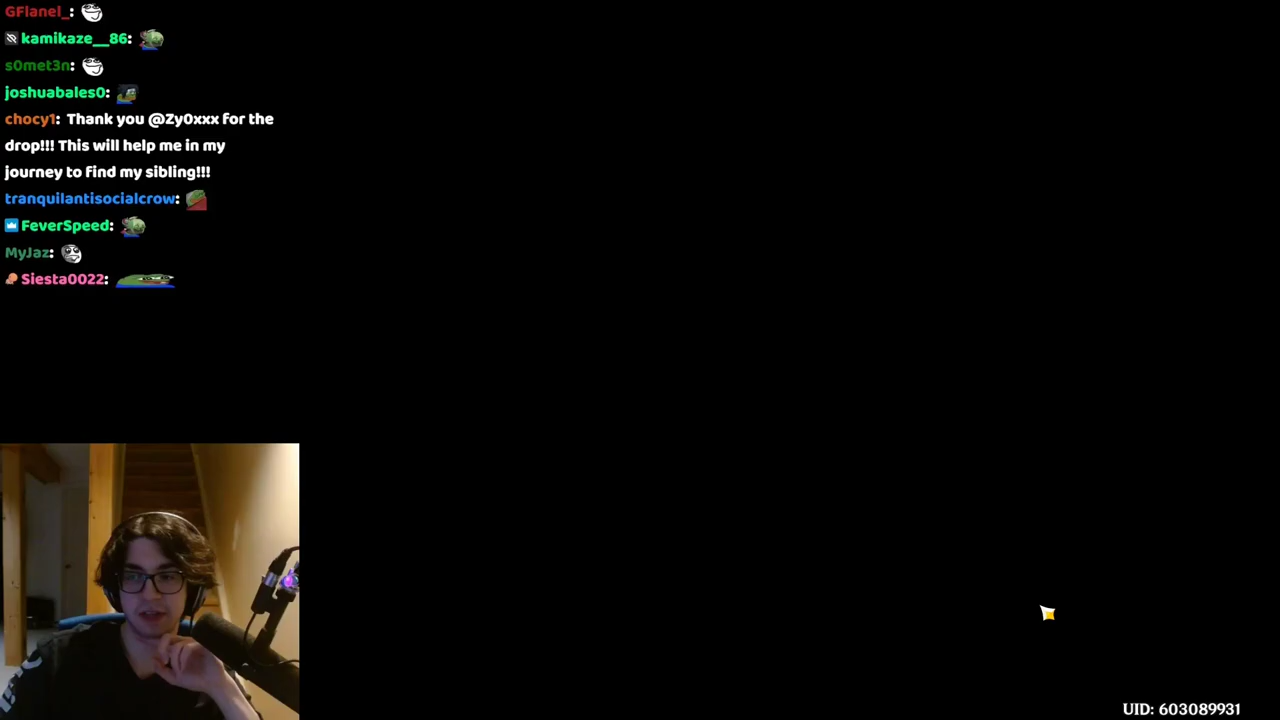 GFlanel_:
kamikaze__86:
s0met3n:
joshuabales0:
chocy1: Thank you @Zy0xxx for the
drop!!! This will help me in my
journey to find my sibling!!!
tranquilantisocialcrow:
FeverSpeed:
MyJaz:
Siesta0022:
UID: 603089931